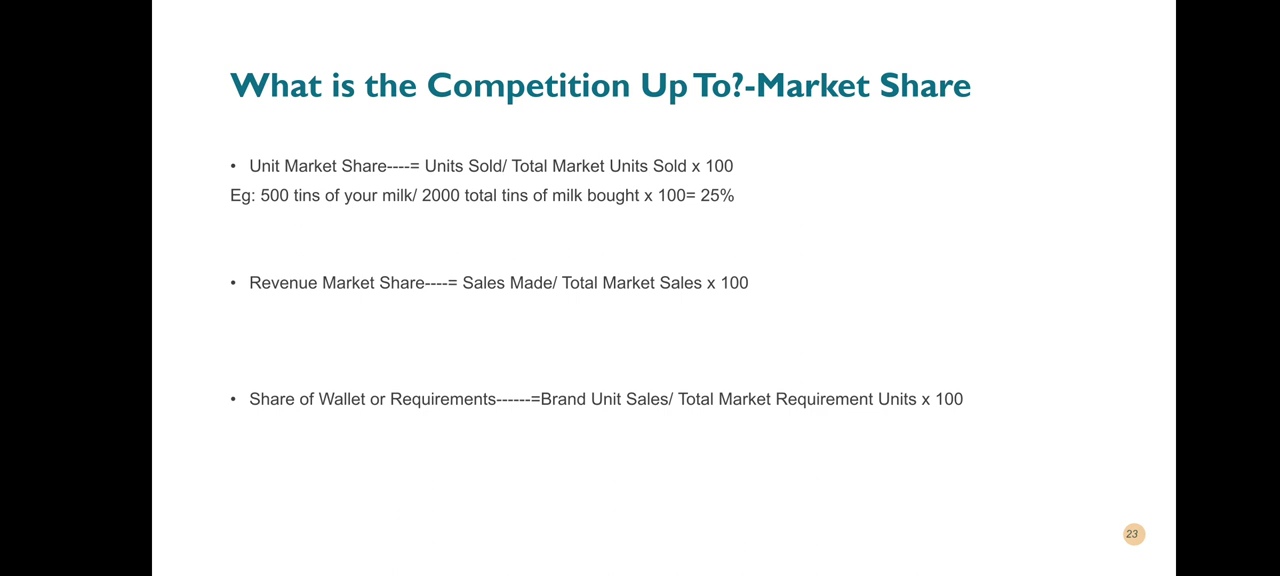 What is the Competition Up To?-Market Share
• Unit Market Share----= Units Sold/ Total Market Units Sold x 100
Eg: 500 tins of your milk/ 2000 total tins of milk bought x 100= 25%
• Revenue Market Share----= Sales Made/ Total Market Sales x 100
• Share of Wallet or Requirements------=Brand Unit Sales/ Total Market Requirement Units x 100
23